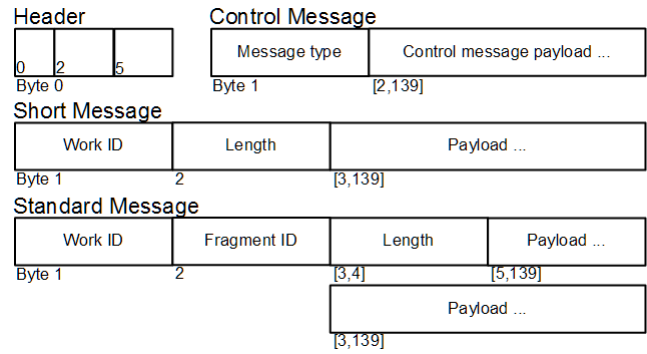 Header Control Message
Message type Control message payload ...
0 2 5
Byte 0 Byte 1 [2,139]
Short Message
Work ID Length Payload ...
Byte 1 2 [3,139]
Standard Message
Work ID Fragment ID Length Payload ...
Byte 1 2 [3,4] [5,139]
Payload ...
[3,139]